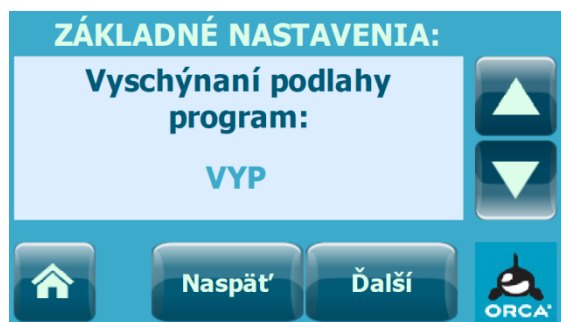 ZÁKLADNÉ NASTAVENIA:
Vyschýnaní podlahy
program:
VYP
Naspäť
Ďalší
ORCA